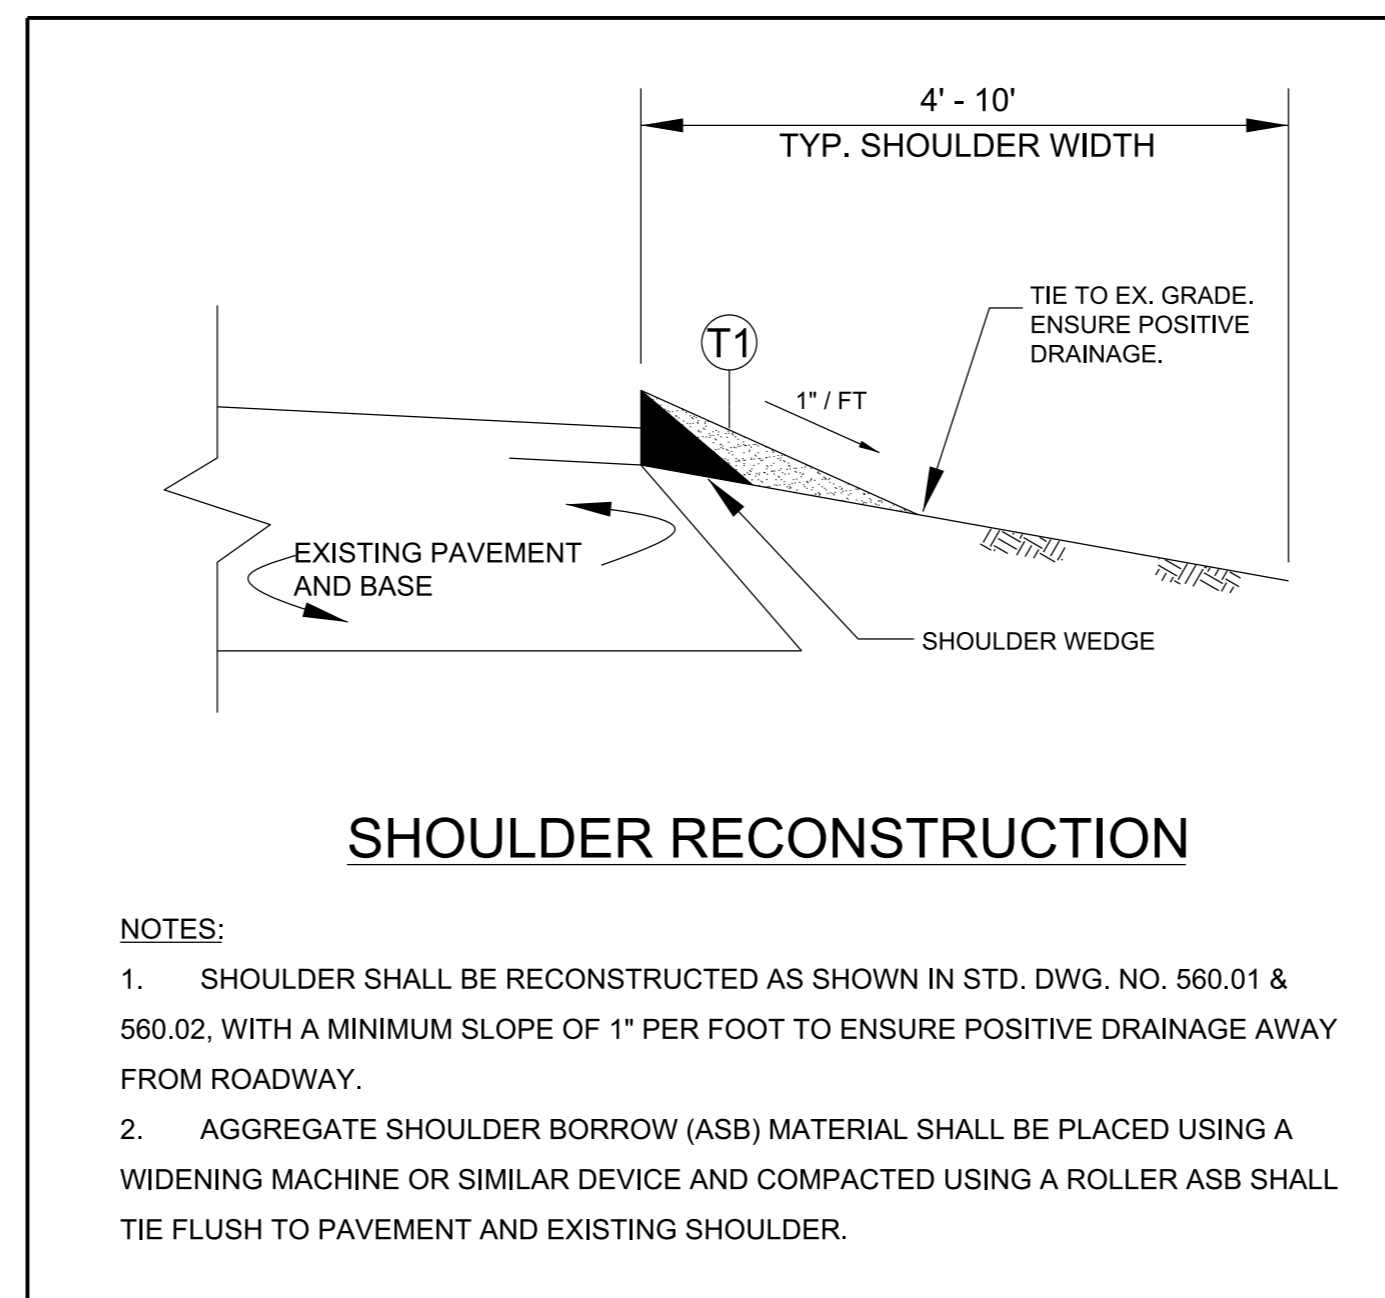 4' - 10'
TYP. SHOULDER WIDTH
TIE TO EX. GRADE.
ENSURE POSITIVE
DRAINAGE.
T1
1" / FT
EXISTING PAVEMENT
AND BASE
SHOULDER WEDGE
SHOULDER RECONSTRUCTION
NOTES:
1. SHOULDER SHALL BE RECONSTRUCTED AS SHOWN IN STD. DWG. NO. 560.01 &
560.02, WITH A MINIMUM SLOPE OF 1" PER FOOT TO ENSURE POSITIVE DRAINAGE AWAY
FROM ROADWAY.
2. AGGREGATE SHOULDER BORROW (ASB) MATERIAL SHALL BE PLACED USING A
WIDENING MACHINE OR SIMILAR DEVICE AND COMPACTED USING A ROLLER ASB SHALL
TIE FLUSH TO PAVEMENT AND EXISTING SHOULDER.